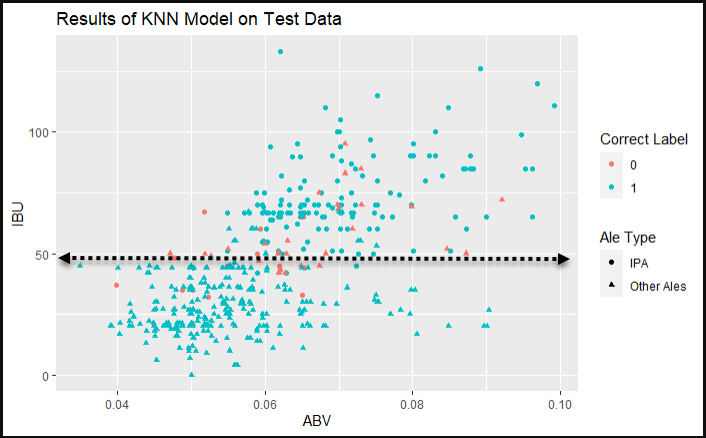 Results of KNN Model on Test Data
IBU
100
50
25
0
0.04
0.06
0.08
0.10
ABV
Correct Label
0
1
Ale Type
IPA
Other Ales